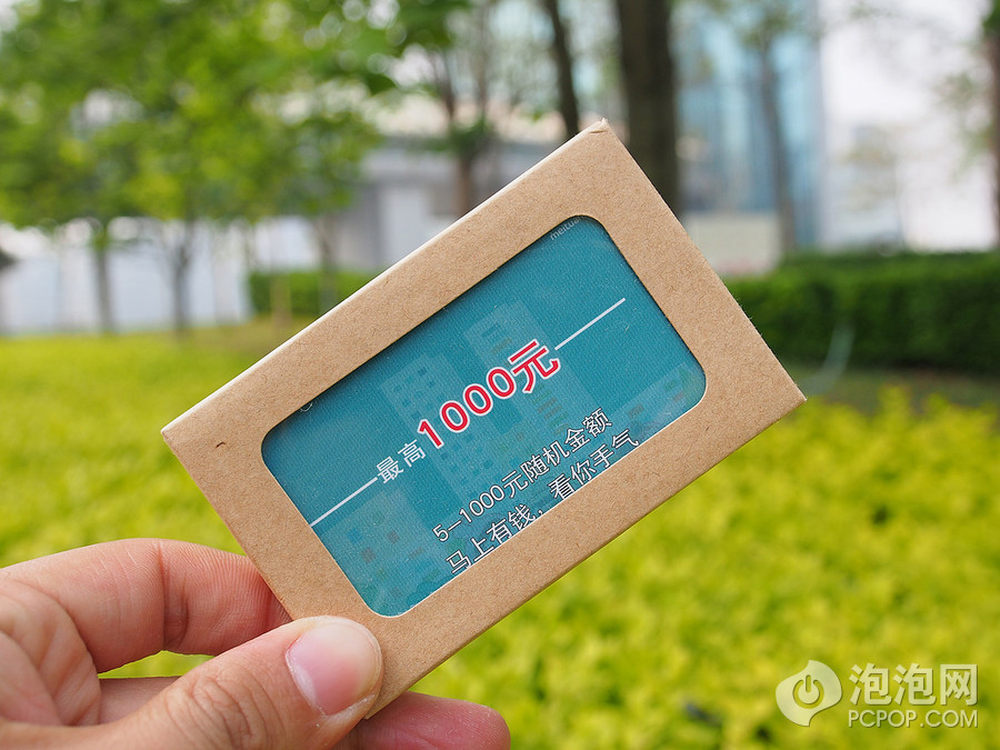 最高1000元
5-1000元随机金额
马上有钱，看你手气
泡泡网
PCPOP.COM